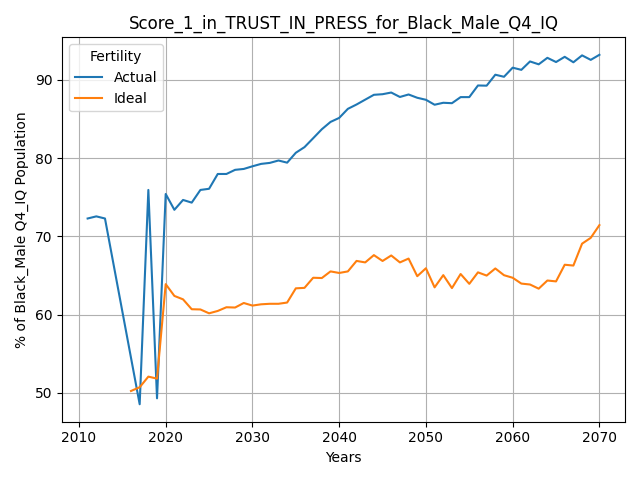 Score_1_in_TRUST_IN_PRESS_for_Black_Male_Q4_IQ
Fertility
Actual
Ideal
% of Black_Male Q4_IQ Population
90
80
70
60
50
2010
2020
2030
2040
2050
2060
2070
Years